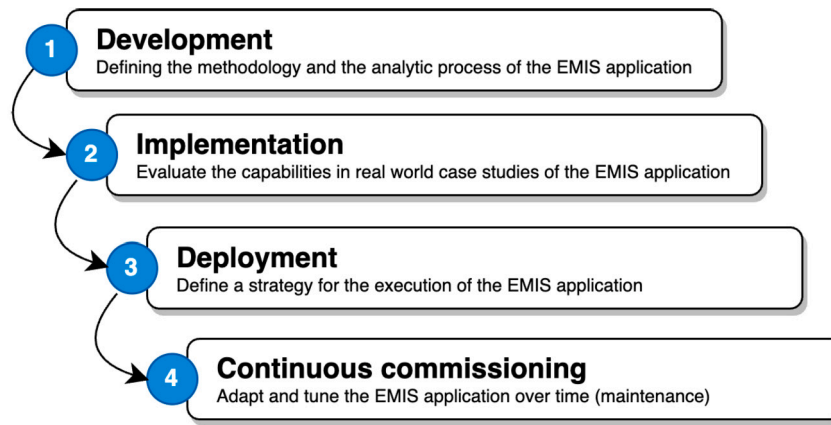 1
Development
Defining the methodology and the analytic process of the EMIS application
2
Implementation
Evaluate the capabilities in real world case studies of the EMIS application
3
Deployment
Define a strategy for the execution of the EMIS application
4
Continuous commissioning
Adapt and tune the EMIS application over time (maintenance)